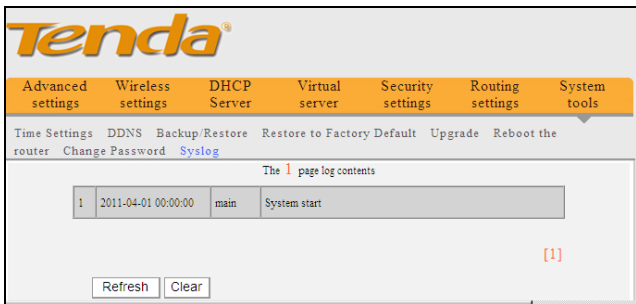 Tenda®
Advanced settings Wireless settings DHCP Server Virtual server Security settings Routing settings System tools
Time Settings DDNS Backup/Restore Restore to Factory Default Upgrade Reboot the
router Change Password Syslog
The 1 page log contents
1 2011-04-01 00:00:00 main System start
[1]
Refresh Clear